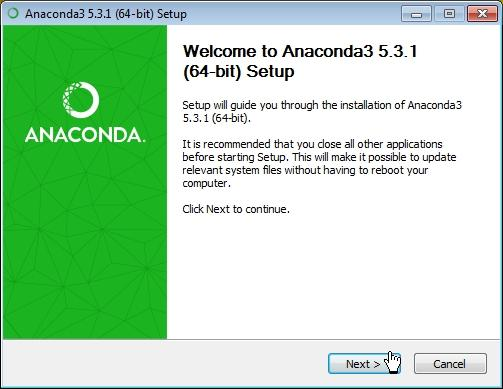 Anaconda3 5.3.1 (64-bit) Setup
ANACONDA.
Welcome to Anaconda3 5.3.1
(64-bit) Setup
Setup will guide you through the installation of Anaconda3
5.3.1 (64-bit).
It is recommended that you close all other applications
before starting Setup. This will make it possible to update
relevant system files without having to reboot your
computer.
Click Next to continue.
Next >
Cancel